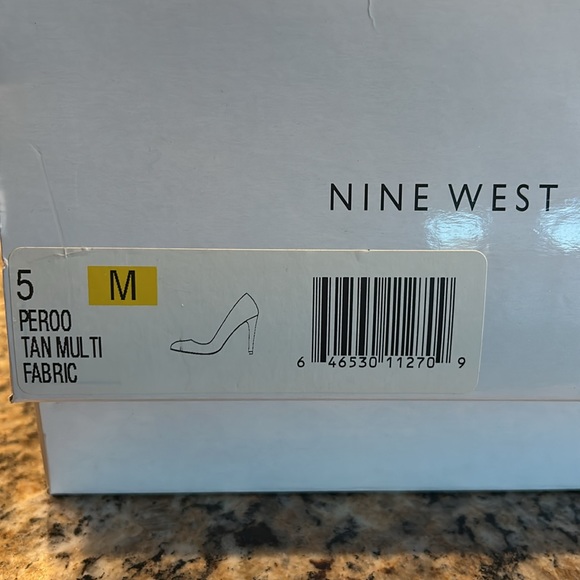 NINE WEST
5 M
PEROO
TAN MULTI
FABRIC
6 46530 11270 9